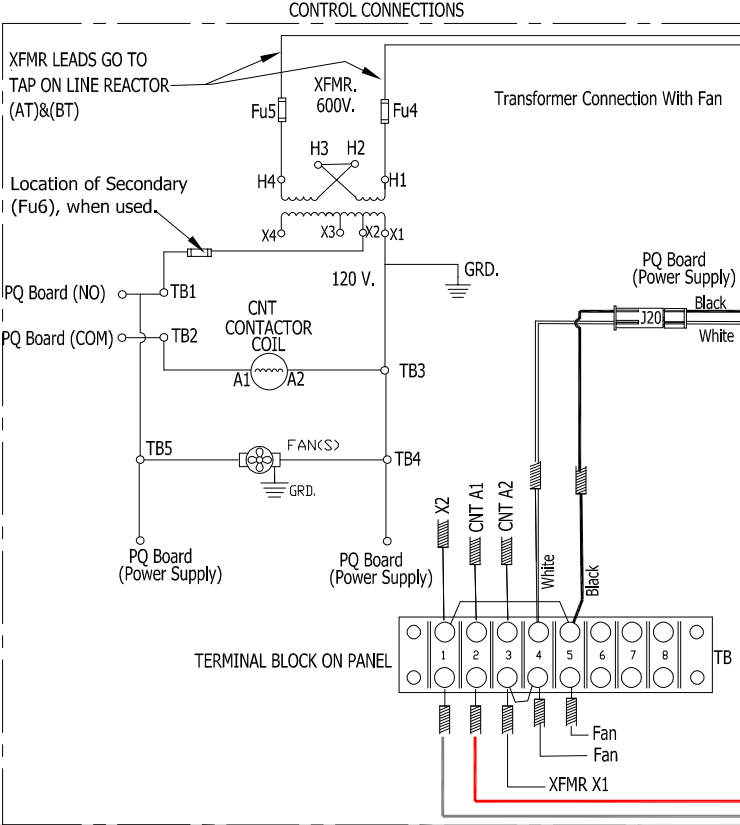 CONTROL CONNECTIONS
XFMR LEADS GO TO
TAP ON LINE REACTOR
(AT)&(BT)
XFMR.
600V.
Fu5
Fu4
Transformer Connection With Fan
H3
H2
H4
H1
Location of Secondary
(Fu6), when used.
X4
X3
X2
X1
120 V.
GRD.
PQ Board
(Power Supply)
PQ Board (NO)
TB1
Black
J20
White
CNT
CONTACTOR
COIL
PQ Board (COM)
TB2
A1
A2
TB3
TB5
FAN(S)
TB4
GRD.
X2
CNT A1
CNT A2
PQ Board
(Power Supply)
PQ Board
(Power Supply)
White
Black
TERMINAL BLOCK ON PANEL
1
2
3
4
5
6
7
8
TB
Fan
Fan
XFMR X1